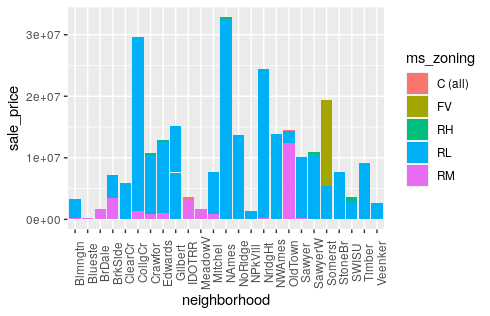 3e+07
2e+07
1e+07
0e+00
sale_price
Blmngtn
Blueste
BrDale
BrkSide
ClearCr
CollgCr
Crawfor
Edwards
Gilbert
IDOTRR
MeadowV
Mitchel
NAmes
NoRidge
NPkVill
NridgHt
NWAmes
OldTown
Sawyer
SawyerW
Somerst
StoneBr
SWISU
Timber
Veenker
neighborhood
ms_zoning
C (all)
FV
RH
RL
RM